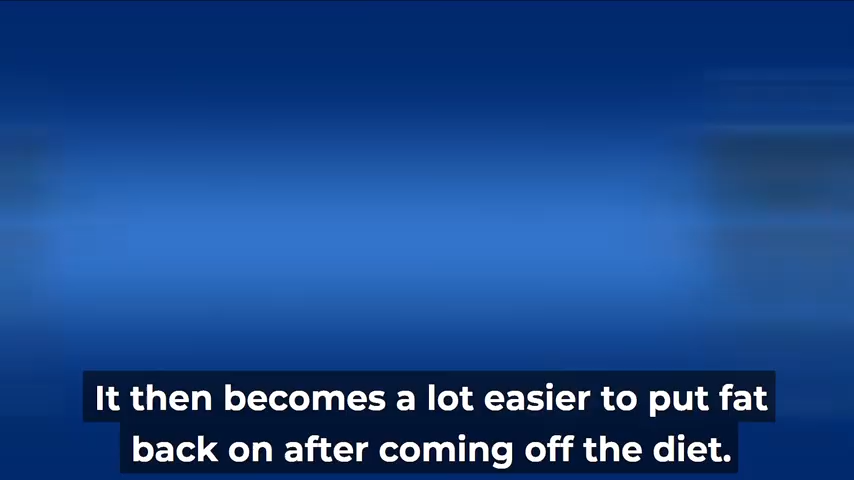 It then becomes a lot easier to put fat
back on after coming off the diet.